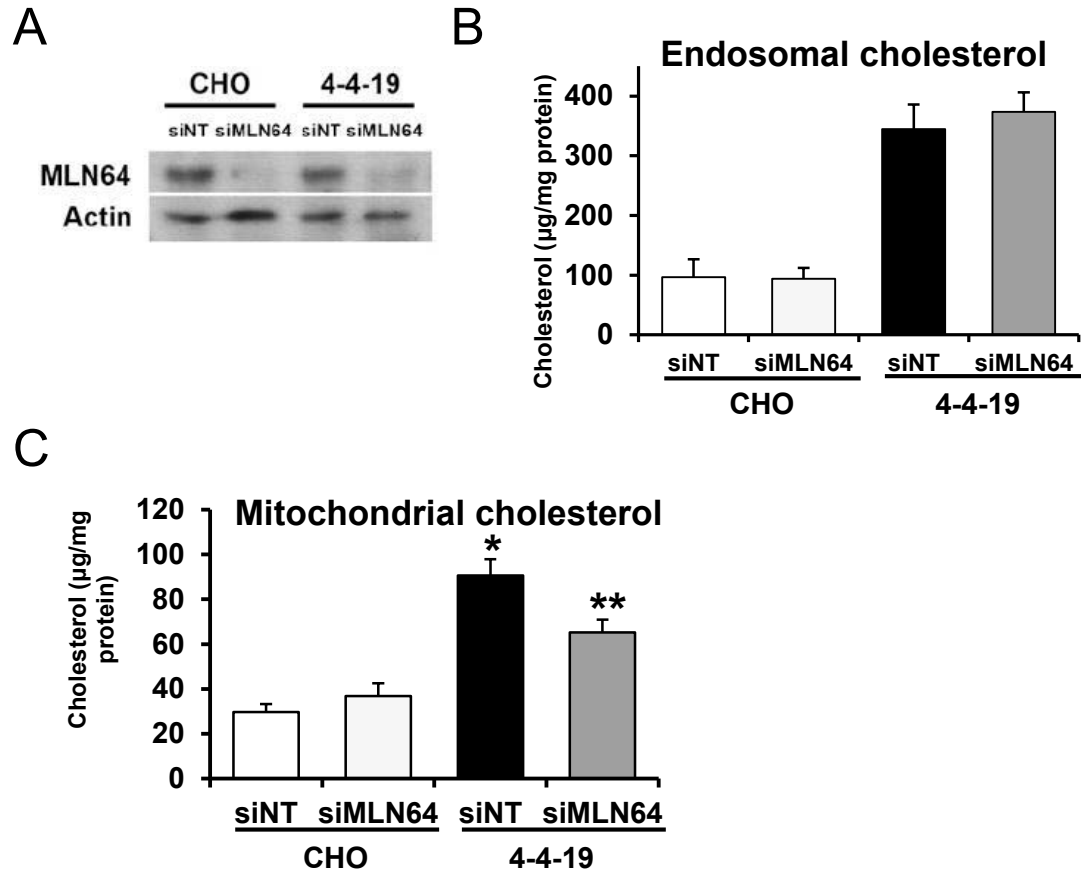 A
CHO 4-4-19
siNT siMLN64 siNT siMLN64
MLN64
Actin
B
Endosomal cholesterol
Cholesterol (µg/mg protein)
400
300
200
100
0
siNT siMLN64 siNT siMLN64
CHO 4-4-19
C
Mitochondrial cholesterol
Cholesterol (µg/mg
protein)
120
100
80
60
40
20
0
*
**
siNT siMLN64 siNT siMLN64
CHO 4-4-19